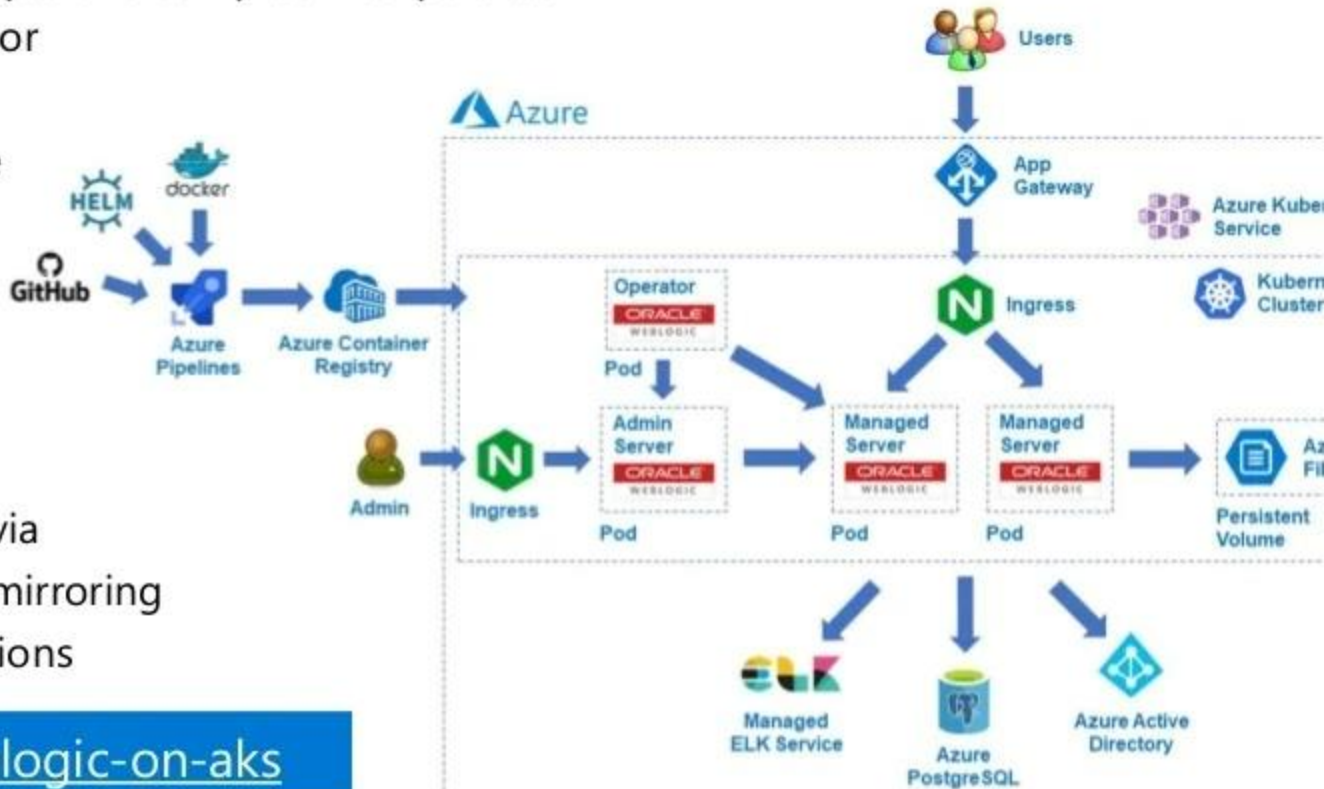 or
Users
Azure
App
Gateway
docker
HELM
Azure
Service
GitHub
Operator
ORACLE
WEBLOGIC
Ingress
Cluster
Azure
Pipelines
Azure Container
Registry
Pod
Admin
Server
ORACLE
WEBLOGIC
Managed
Server
ORACLE
WEBLOGIC
Managed
Server
ORACLE
WEBLOGIC
Admin
Ingress
Pod
Pod
Pod
Persistent
Volume
via
mirroring
ions
ELK
Managed
ELK Service
Azure
PostgreSQL
Azure Active
Directory
logic-on-aks